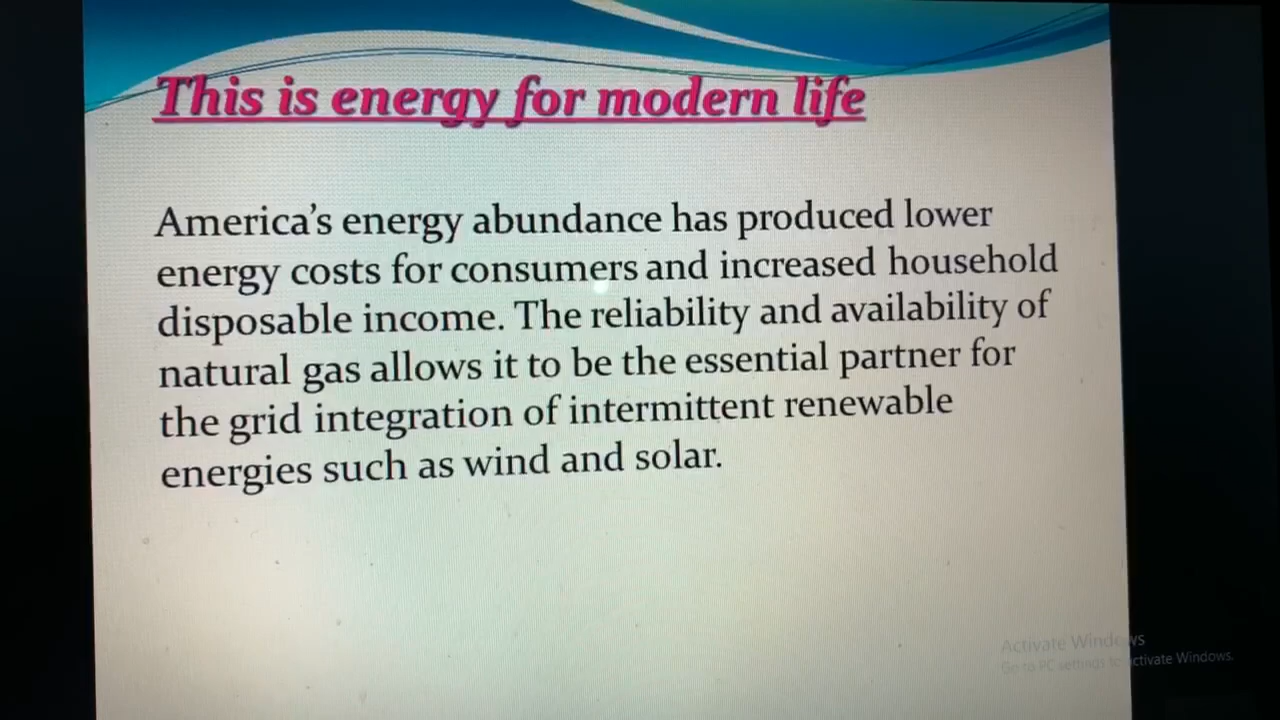 This is energy for modern life
America's energy abundance has produced lower
energy costs for consumers and increased household
disposable income. The reliability and availability of
natural gas allows it to be the essential partner for
the grid integration of intermittent renewable
energies such as wind and solar.
Activate Windows
Go to PC settings to activate Windows.